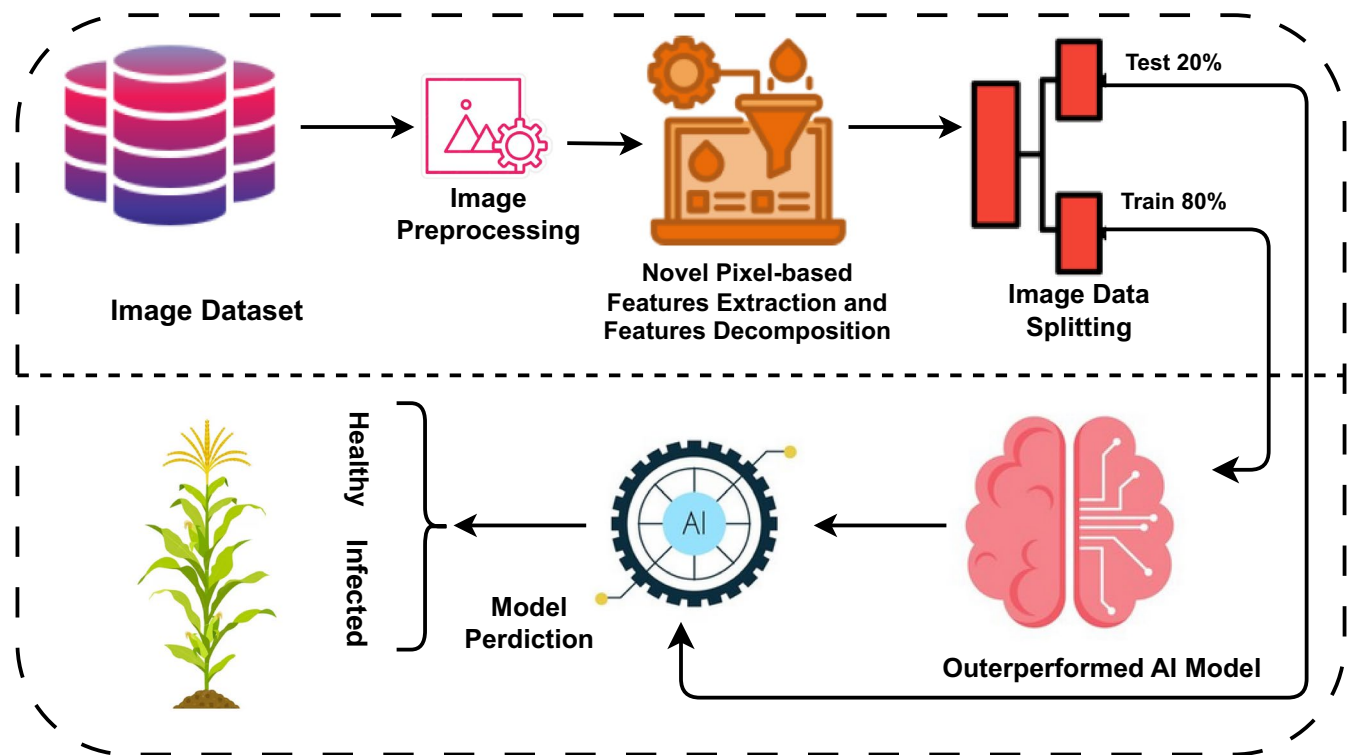 Image Dataset
Image
Preprocessing
Novel Pixel-based
Features Extraction and
Features Decomposition
Test 20%
Train 80%
Image Data
Splitting
Healthy
Infected
Model
Perdiction
AI
Outerperformed AI Model